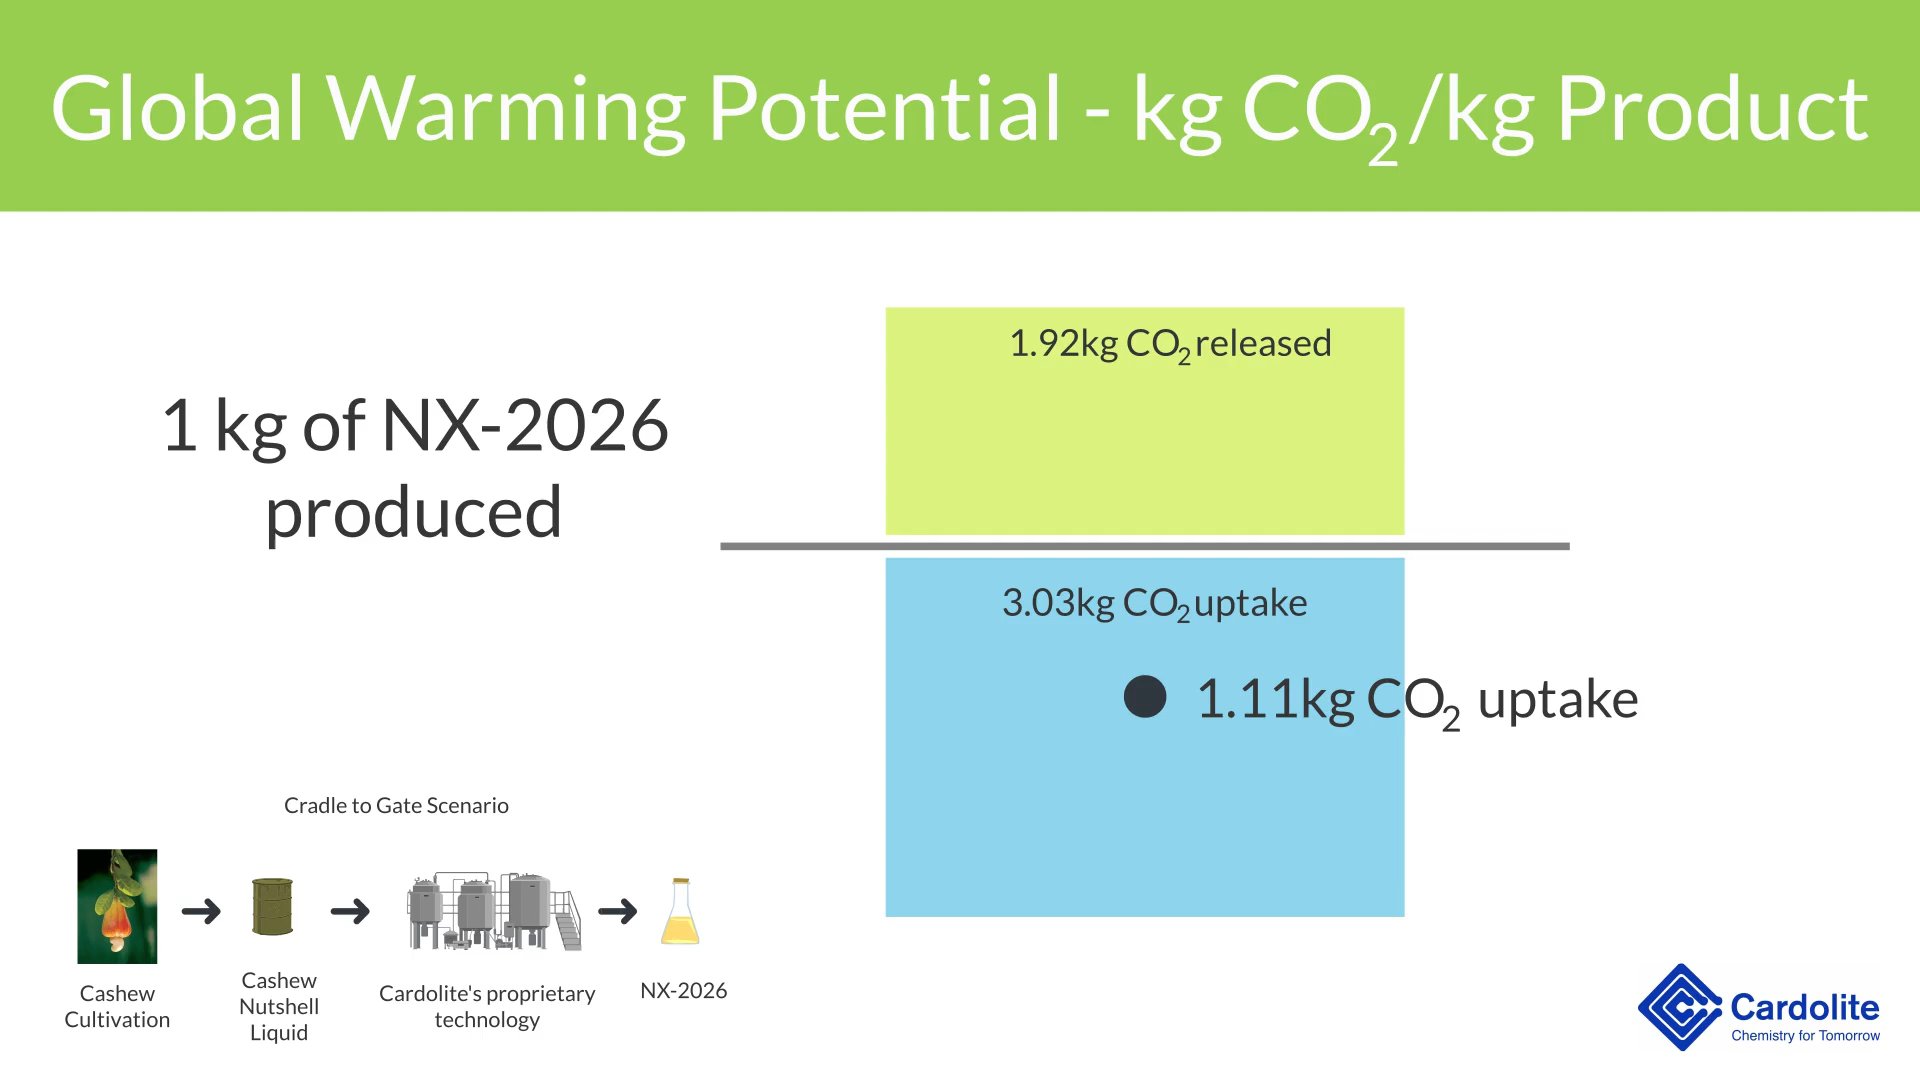 Global Warming Potential - kg CO₂/kg Product
1.92kg CO₂ released
1 kg of NX-2026
produced
3.03kg CO₂ uptake
1.11kg CO₂ uptake
Cradle to Gate Scenario
Cashew
Cultivation
Cashew
Nutshell
Liquid
Cardolite's proprietary
technology
NX-2026
Cardolite
Chemistry for Tomorrow